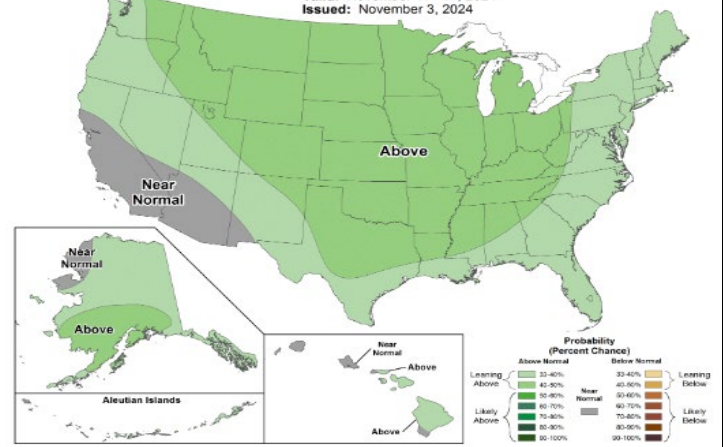 Issued: November 3, 2024
Above
Near
Normal
Near
Normal
Above
Aleutian Islands
Near
Normal
Above
Above
Probability
(Percent Chance)
Above Normal
Below Normal
Leaning
Above
33-40%
40-50%
Likely
Above
50-60%
60-70%
70-80%
80-90%
90-100%
Near
Normal
33-40%
40-50%
Leaning
Below
50-60%
60-70%
70-80%
80-90%
90-100%
Likely
Below